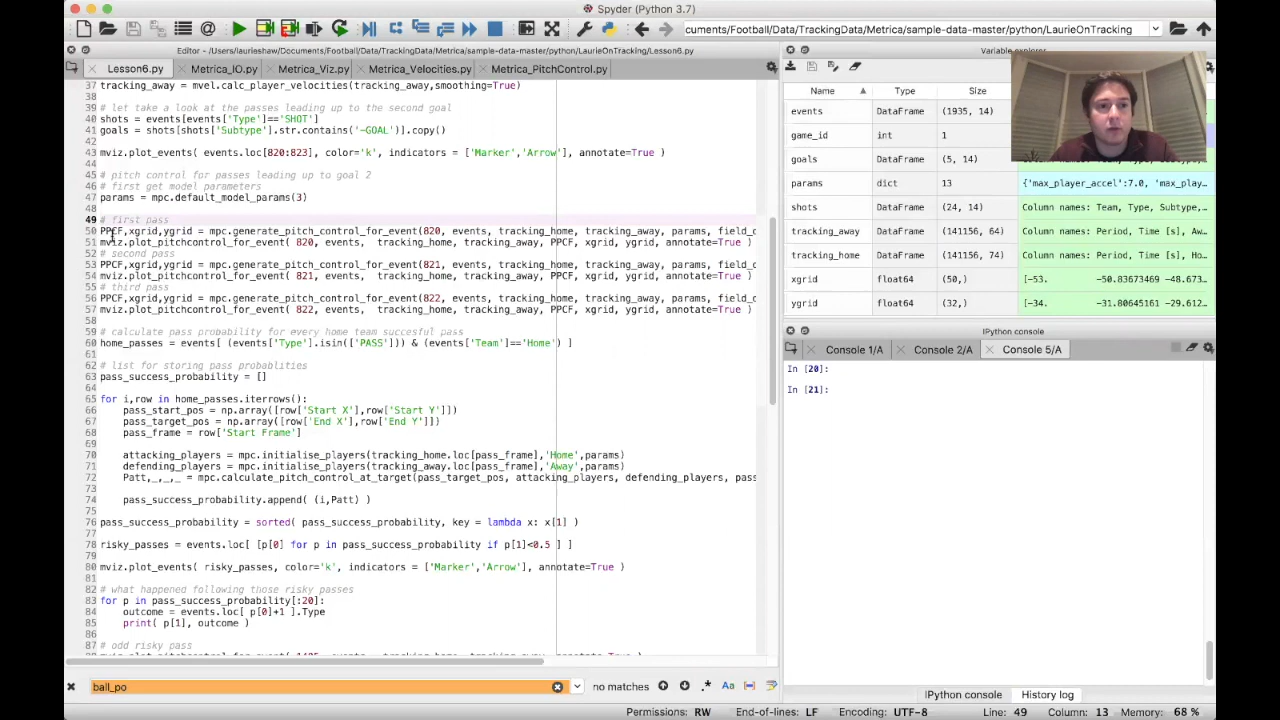 Spyder (Python 3.7)
cuments/Football/Data/TrackingData/Metrica/sample-data-master/python/LaurieOnTracking
Editor - /Users/laurieshaw/Documents/Football/Data/TrackingData/Metrica/sample-data-master/python/LaurieOnTracking/Lesson6.py
Lesson6.py Metrica_IO.py Metrica_Viz.py Metrica_Velocities.py Metrica_PitchControl.py
37 tracking_away = mvel.calc_player_velocities(tracking_away,smoothing=True)
38
39 # let take a look at the passes leading up to the second goal
40 shots = events[events['Type']=='SHOT']
41 goals = shots[shots['Subtype'].str.contains('-GOAL')].copy()
42
43 mviz.plot_events( events.loc[820:823], color='k', indicators = ['Marker','Arrow'], annotate=True )
44
45 # pitch control for passes leading up to goal 2
46 # first get model parameters
47 params = mpc.default_model_params(3)
48
49 # first pass
50 PPCF,xgrid,ygrid = mpc.generate_pitch_control_for_event(820, events, tracking_home, tracking_away, params, field_d
51 mviz.plot_pitchcontrol_for_event( 820, events,  tracking_home, tracking_away, PPCF, xgrid, ygrid, annotate=True )
52 # second pass
53 PPCF,xgrid,ygrid = mpc.generate_pitch_control_for_event(821, events, tracking_home, tracking_away, params, field_d
54 mviz.plot_pitchcontrol_for_event( 821, events,  tracking_home, tracking_away, PPCF, xgrid, ygrid, annotate=True )
55 # third pass
56 PPCF,xgrid,ygrid = mpc.generate_pitch_control_for_event(822, events, tracking_home, tracking_away, params, field_d
57 mviz.plot_pitchcontrol_for_event( 822, events,  tracking_home, tracking_away, PPCF, xgrid, ygrid, annotate=True )
58
59 # calculate pass probability for every home team succesful pass
60 home_passes = events[ (events['Type'].isin(['PASS'])) & (events['Team']=='Home') ]
61
62 # list for storing pass probablities
63 pass_success_probability = []
64
65 for i,row in home_passes.iterrows():
66 pass_start_pos = np.array([row['Start X'],row['Start Y']])
67 pass_target_pos = np.array([row['End X'],row['End Y']])
68 pass_frame = row['Start Frame']
69
70 attacking_players = mpc.initialise_players(tracking_home.loc[pass_frame],'Home',params)
71 defending_players = mpc.initialise_players(tracking_away.loc[pass_frame],'Away',params)
72 Patt,_,_,_ = mpc.calculate_pitch_control_at_target(pass_target_pos, attacking_players, defending_players, pas
73
74 pass_success_probability.append( (i,Patt) )
75
76 pass_success_probability = sorted( pass_success_probability, key = lambda x: x[1] )
77
78 risky_passes = events.loc[ [p[0] for p in pass_success_probability if p[1]<0.5 ] ]
79
80 mviz.plot_events( risky_passes, color='k', indicators = ['Marker','Arrow'], annotate=True )
81
82 # what happened following those risky passes
83 for p in pass_success_probability[:20]:
84 outcome = events.loc[ p[0]+1 ].Type
85 print( p[1], outcome )
86
87 # odd risky pass
ball_po no matches
Variable explorer
Name Type Size
events DataFrame (1935, 14)
game_id int 1
goals DataFrame (5, 14)
params dict 13 {'max_player_accel':7.0, 'max_play…
shots DataFrame (24, 14) Column names: Team, Type, Subtype,…
tracking_away DataFrame (141156, 64) Column names: Period, Time [s], Aw…
tracking_home DataFrame (141156, 74) Column names: Period, Time [s], Ho…
xgrid float64 (50,) [-53. -50.83673469 -48.673…
ygrid float64 (32,) [-34. -31.80645161 -29.612…
IPython console
Console 1/A Console 2/A Console 5/A
In [20]:
In [21]:
IPython console History log
Permissions: RW End-of-lines: LF Encoding: UTF-8 Line: 49 Column: 13 Memory: 68 %